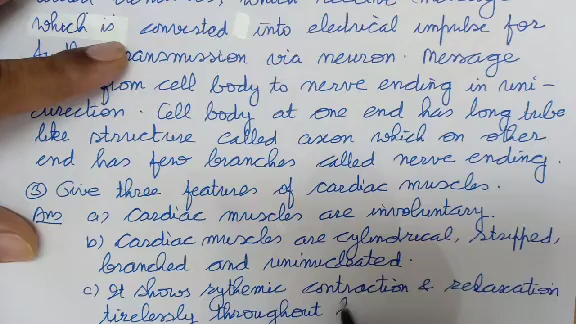 which is converted into electrical impulse for
transmission via neuron. Message
from cell body to nerve ending in uni-
direction. Cell body at one end has long tube
like structure called axon which on other
end has few branches called nerve ending.
③ Give three features of cardiac muscles.
Ans a) Cardiac muscles are involuntary.
b) Cardiac muscles are cylindrical, stripped,
branched and uninucleated.
c) It shows rythemic contraction & relaxation
tirelessly throughout